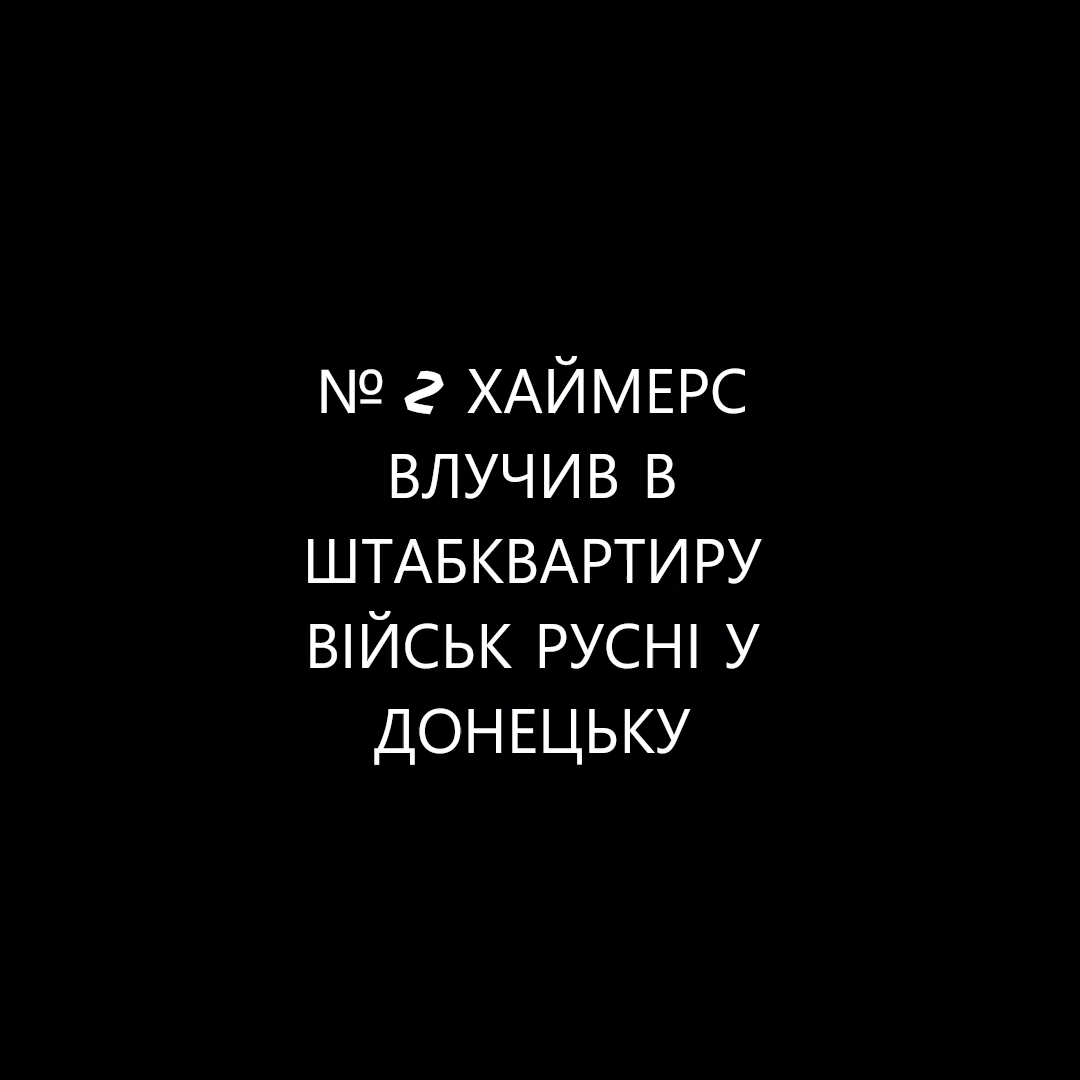 № 2 ХАЙМЕРС
ВЛУЧИВ В
ШТАБКВАРТИРУ
ВІЙСЬК РУСНІ У
ДОНЕЦЬКУ